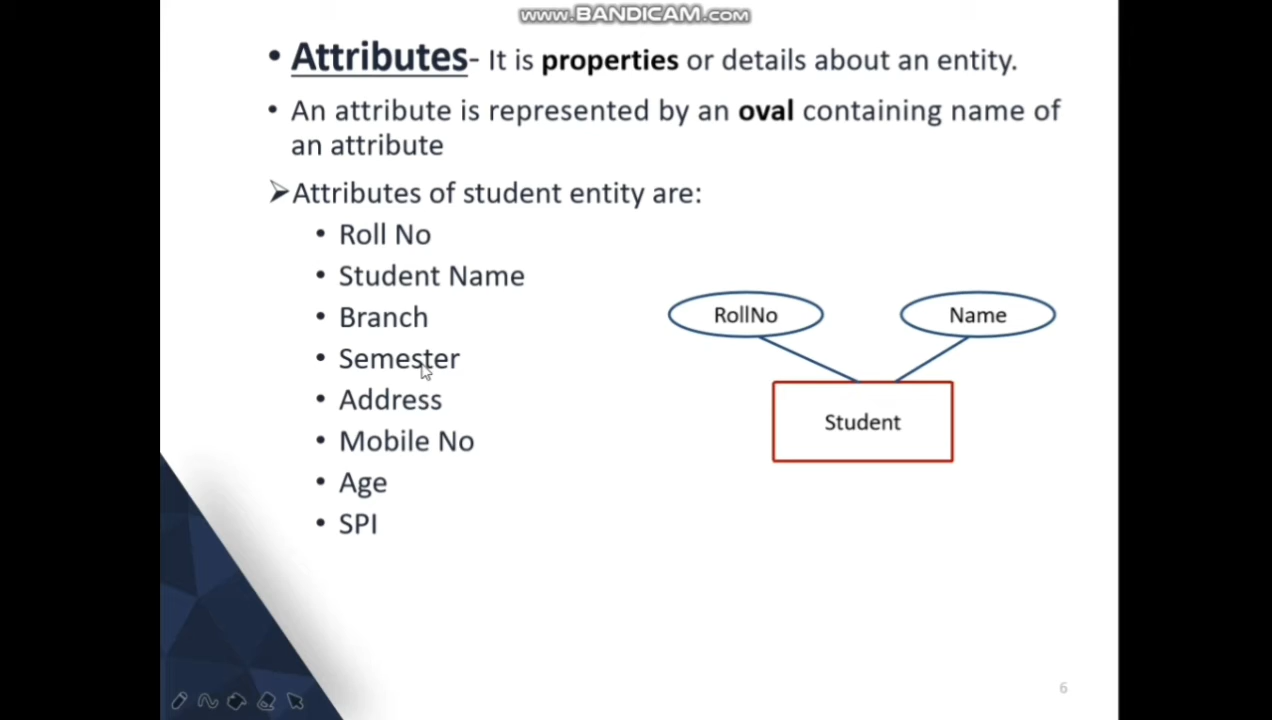 www.BANDICAM.com
• Attributes- It is properties or details about an entity.
• An attribute is represented by an oval containing name of
an attribute
➢Attributes of student entity are:
• Roll No
• Student Name
• Branch
• Semester
• Address
• Mobile No
• Age
• SPI
RollNo
Name
Student
6